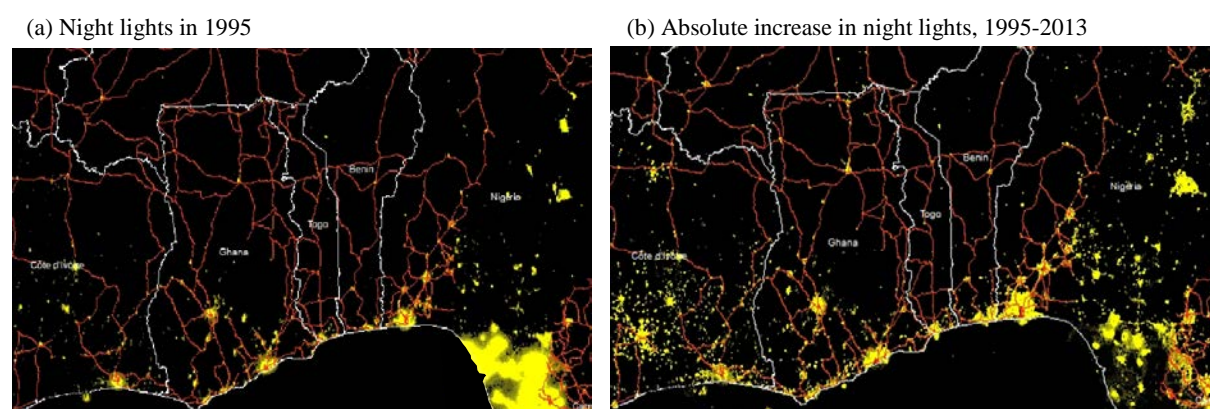 (a) Night lights in 1995
(b) Absolute increase in night lights, 1995-2013
Benin
Nigeria
Togo
Ghana
Côte d'Ivoire
Benin
Nigeria
Togo
Ghana
Côte d'Ivoire